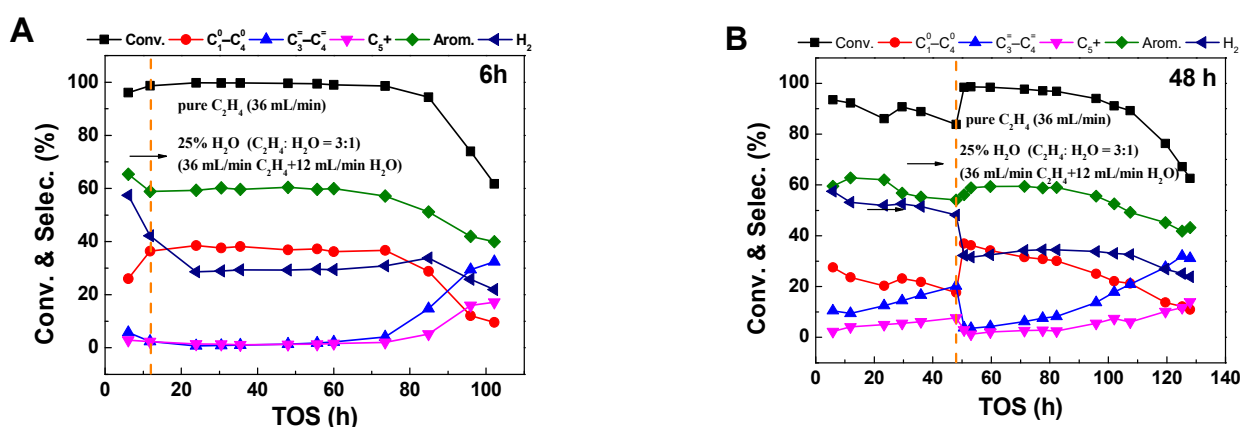 A
Conv. C₁⁰–C₄⁰ C₃⁼–C₄⁼ C₅+ Arom. H₂
6h
pure C₂H₄ (36 mL/min)
25% H₂O (C₂H₄: H₂O = 3:1)
(36 mL/min C₂H₄+12 mL/min H₂O)
Conv. & Selec. (%)
100
80
60
40
20
0
0 20 40 60 80 100 120
TOS (h)
B
Conv. C₁⁰–C₄⁰ C₃⁼–C₄⁼ C₅+ Arom. H₂
48 h
pure C₂H₄ (36 mL/min)
25% H₂O (C₂H₄: H₂O = 3:1)
(36 mL/min C₂H₄+12 mL/min H₂O)
Conv. & Selec. (%)
100
80
60
40
20
0
0 20 40 60 80 100 120 140
TOS (h)